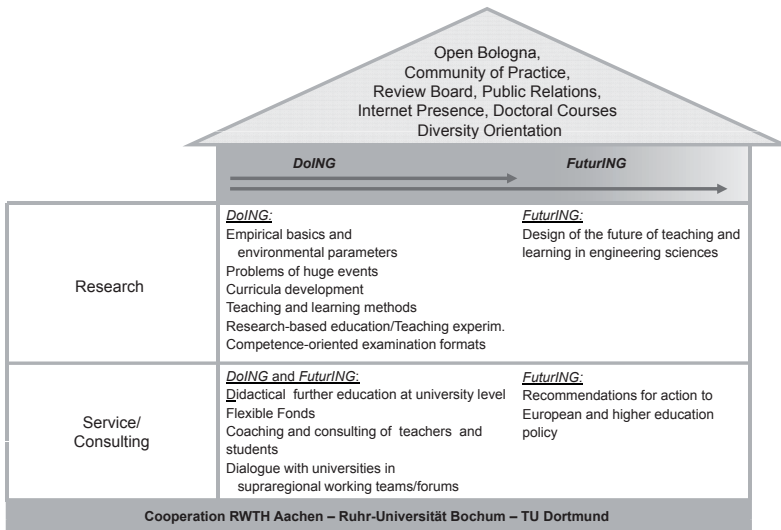 Open Bologna,
Community of Practice,
Review Board, Public Relations,
Internet Presence, Doctoral Courses
Diversity Orientation
DoING
FuturING
Research
DoING:
Empirical basics and
environmental parameters
Problems of huge events
Curricula development
Teaching and learning methods
Research-based education/Teaching experim.
Competence-oriented examination formats
FuturING:
Design of the future of teaching and
learning in engineering sciences
Service/
Consulting
DoING and FuturING:
Didactical further education at university level
Flexible Fonds
Coaching and consulting of teachers and
students
Dialogue with universities in
supraregional working teams/forums
FuturING:
Recommendations for action to
European and higher education
policy
Cooperation RWTH Aachen – Ruhr-Universität Bochum – TU Dortmund